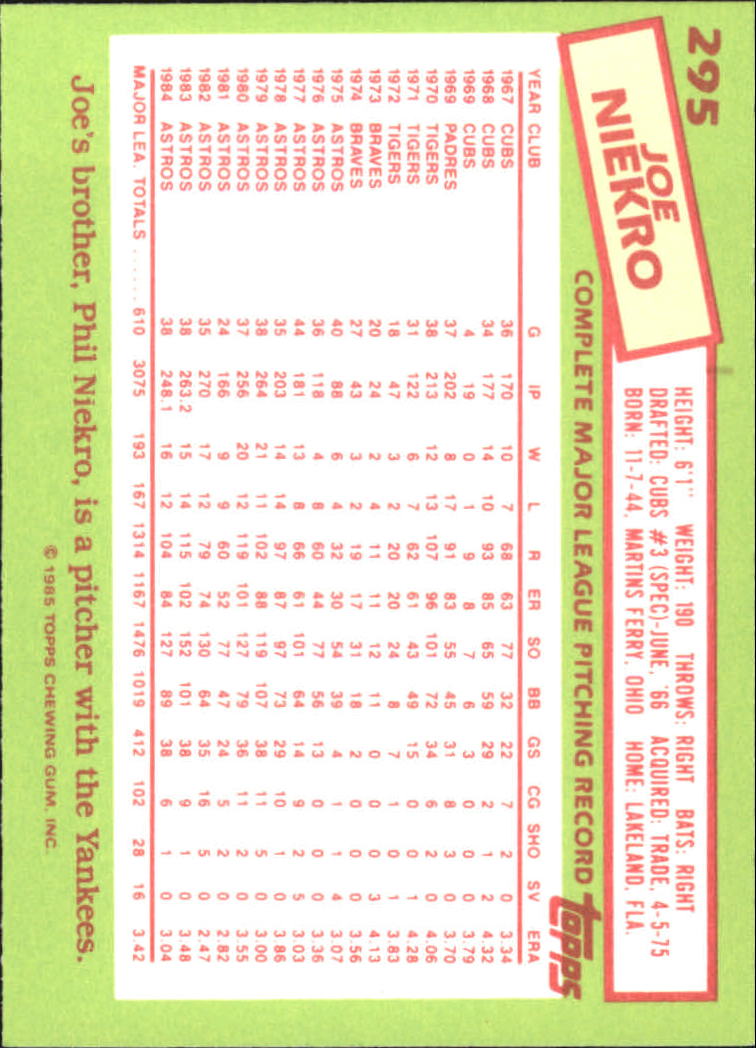 295
JOE
NIEKRO
HEIGHT: 6'1" WEIGHT: 190 THROWS: RIGHT BATS: RIGHT
DRAFTED: CUBS #3 (SPEC)-JUNE, '66 ACQUIRED: TRADE, 4-5-75
BORN: 11-7-44, MARTINS FERRY, OHIO HOME: LAKELAND, FLA.
COMPLETE MAJOR LEAGUE PITCHING RECORD topps
YEAR CLUB G IP W L R ER SO BB GS CG SHO SV ERA
1967 CUBS 36 170 10 7 68 63 77 32 22 7 2 0 3.34
1968 CUBS 34 177 14 10 93 85 65 59 29 2 1 2 4.32
1969 CUBS 4 19 0 1 9 8 7 6 3 0 0 0 3.79
1969 PADRES 37 202 8 17 91 83 55 45 31 8 3 0 3.70
1970 TIGERS 38 213 12 13 107 96 101 72 34 6 2 0 4.06
1971 TIGERS 31 122 6 7 62 61 43 49 15 0 0 1 4.28
1972 TIGERS 18 47 3 2 20 20 24 8 7 1 0 1 3.83
1973 BRAVES 20 24 2 4 11 11 12 11 0 0 0 3 4.13
1974 BRAVES 27 43 3 2 19 17 31 18 2 0 0 0 3.56
1975 ASTROS 40 88 6 4 32 30 54 39 4 1 1 4 3.07
1976 ASTROS 36 118 4 8 60 44 77 56 13 0 0 0 3.36
1977 ASTROS 44 181 13 8 66 61 101 64 14 9 2 5 3.03
1978 ASTROS 35 203 14 14 97 87 97 73 29 10 1 0 3.86
1979 ASTROS 38 264 21 11 102 88 119 107 38 11 5 0 3.00
1980 ASTROS 37 256 20 12 119 101 127 79 36 11 2 0 3.55
1981 ASTROS 24 166 9 9 60 52 77 47 24 5 2 0 2.82
1982 ASTROS 35 270 17 12 79 74 130 64 35 16 5 0 2.47
1983 ASTROS 38 263.2 15 14 115 102 152 101 38 9 1 0 3.48
1984 ASTROS 38 248.1 16 12 104 84 127 89 38 6 1 0 3.04
MAJOR LEA. TOTALS ...... 610 3075 193 167 1314 1167 1476 1019 412 102 28 16 3.42
Joe's brother, Phil Niekro, is a pitcher with the Yankees.
© 1985 TOPPS CHEWING GUM, INC.